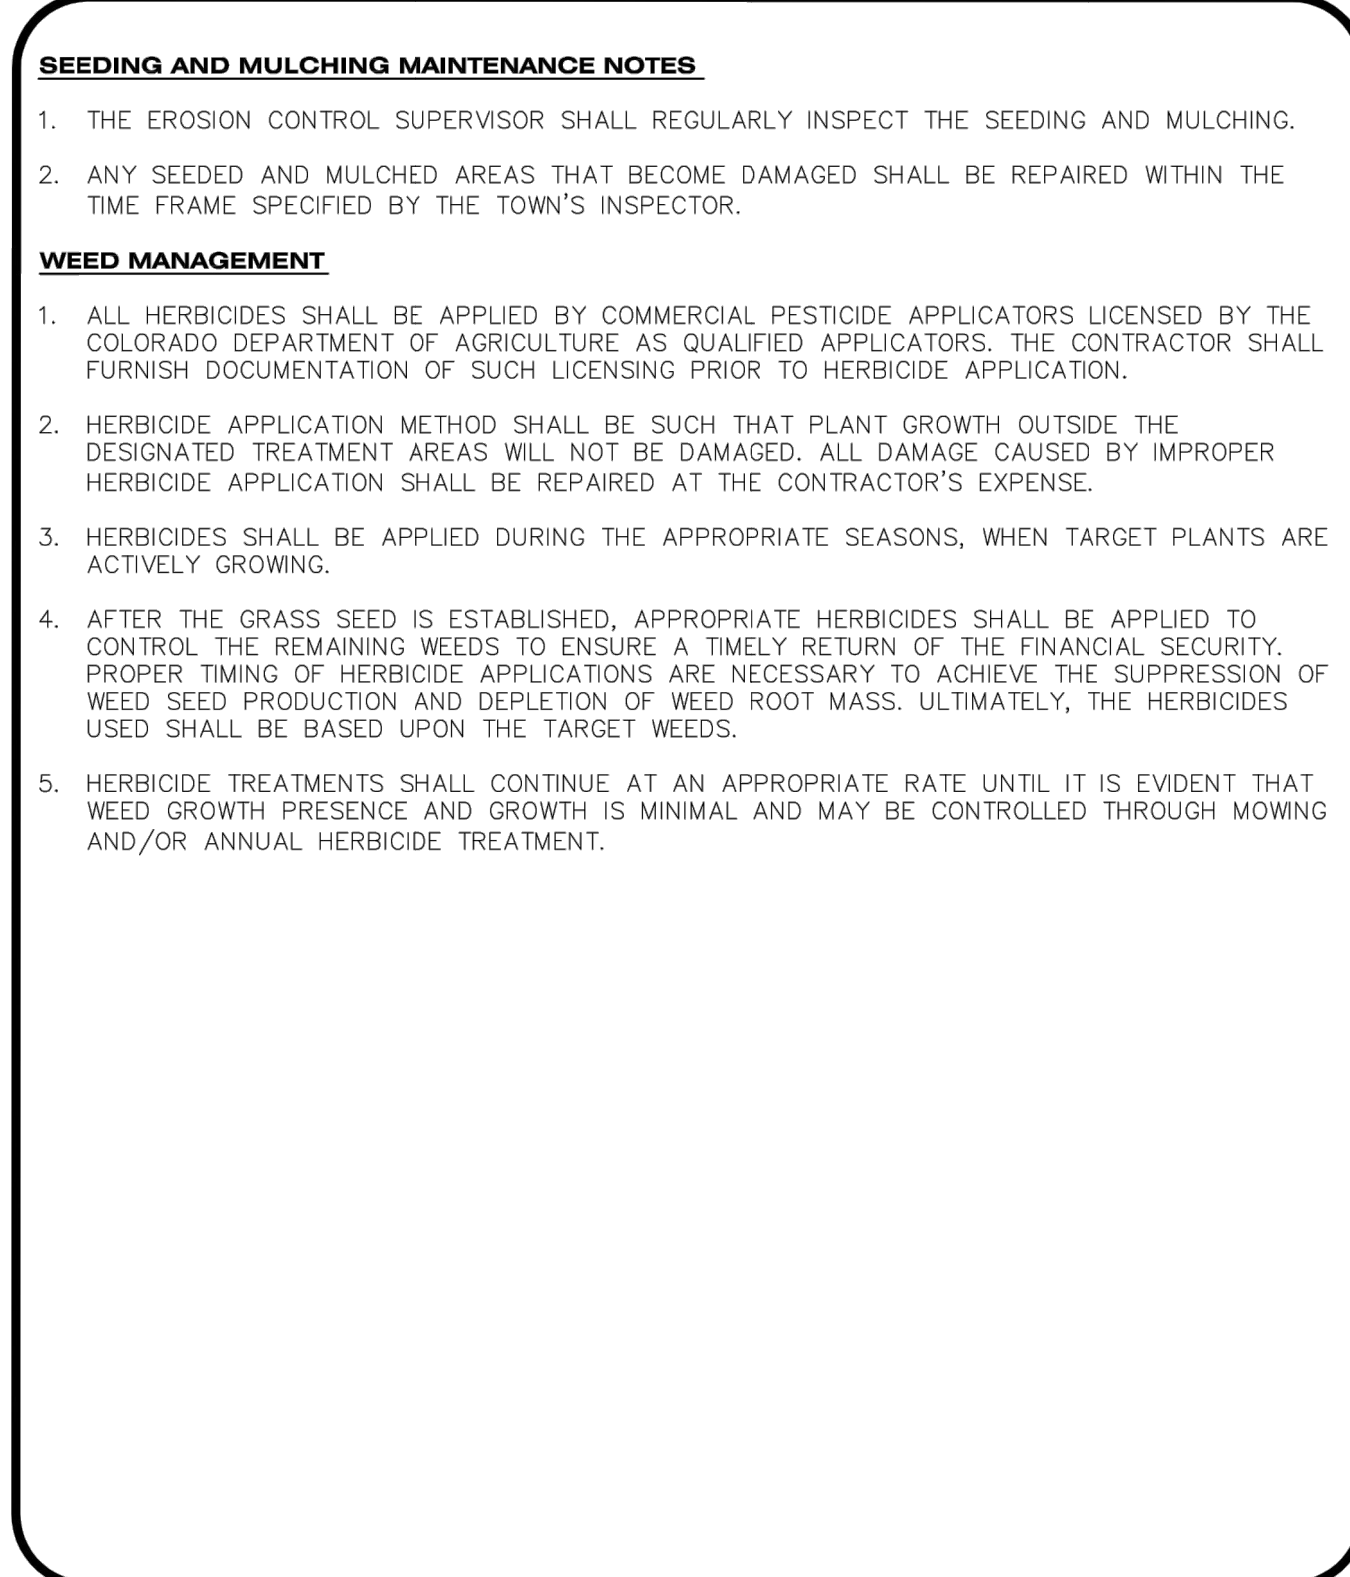 SEEDING AND MULCHING MAINTENANCE NOTES
1. THE EROSION CONTROL SUPERVISOR SHALL REGULARLY INSPECT THE SEEDING AND MULCHING.
2. ANY SEEDED AND MULCHED AREAS THAT BECOME DAMAGED SHALL BE REPAIRED WITHIN THE
TIME FRAME SPECIFIED BY THE TOWN'S INSPECTOR.
WEED MANAGEMENT
1. ALL HERBICIDES SHALL BE APPLIED BY COMMERCIAL PESTICIDE APPLICATORS LICENSED BY THE
COLORADO DEPARTMENT OF AGRICULTURE AS QUALIFIED APPLICATORS. THE CONTRACTOR SHALL
FURNISH DOCUMENTATION OF SUCH LICENSING PRIOR TO HERBICIDE APPLICATION.
2. HERBICIDE APPLICATION METHOD SHALL BE SUCH THAT PLANT GROWTH OUTSIDE THE
DESIGNATED TREATMENT AREAS WILL NOT BE DAMAGED. ALL DAMAGE CAUSED BY IMPROPER
HERBICIDE APPLICATION SHALL BE REPAIRED AT THE CONTRACTOR'S EXPENSE.
3. HERBICIDES SHALL BE APPLIED DURING THE APPROPRIATE SEASONS, WHEN TARGET PLANTS ARE
ACTIVELY GROWING.
4. AFTER THE GRASS SEED IS ESTABLISHED, APPROPRIATE HERBICIDES SHALL BE APPLIED TO
CONTROL THE REMAINING WEEDS TO ENSURE A TIMELY RETURN OF THE FINANCIAL SECURITY.
PROPER TIMING OF HERBICIDE APPLICATIONS ARE NECESSARY TO ACHIEVE THE SUPPRESSION OF
WEED SEED PRODUCTION AND DEPLETION OF WEED ROOT MASS. ULTIMATELY, THE HERBICIDES
USED SHALL BE BASED UPON THE TARGET WEEDS.
5. HERBICIDE TREATMENTS SHALL CONTINUE AT AN APPROPRIATE RATE UNTIL IT IS EVIDENT THAT
WEED GROWTH PRESENCE AND GROWTH IS MINIMAL AND MAY BE CONTROLLED THROUGH MOWING
AND/OR ANNUAL HERBICIDE TREATMENT.